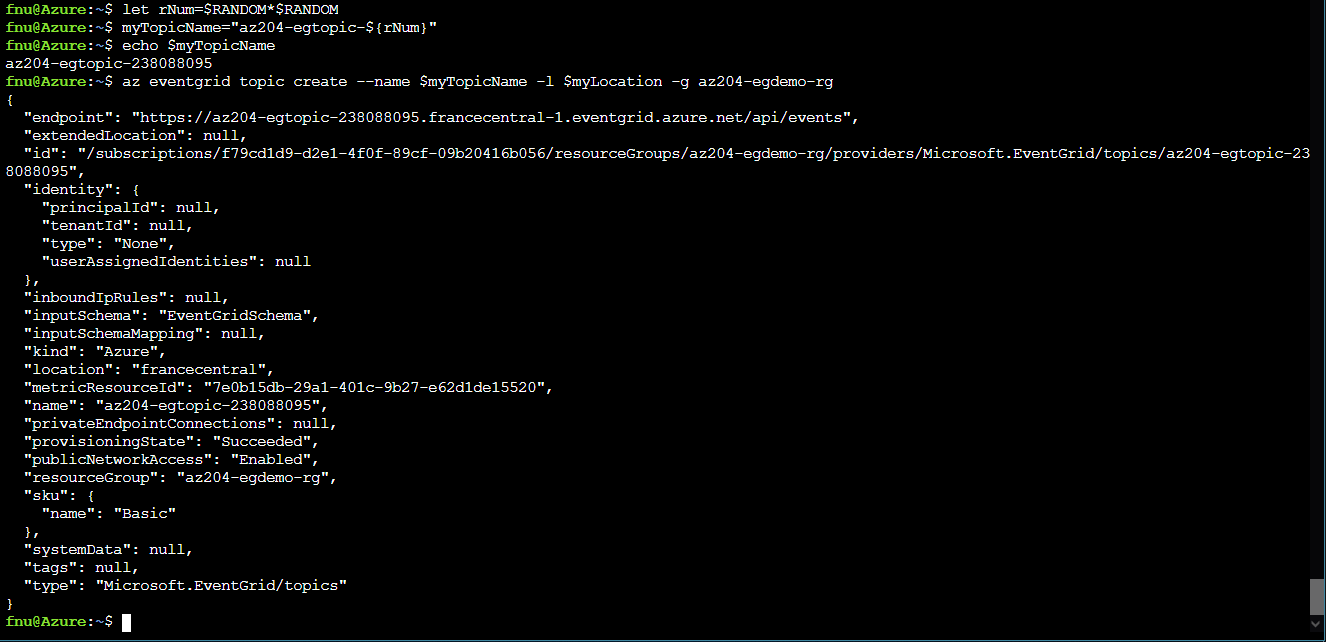 fnu@Azure:~$ let rNum=$RANDOM*$RANDOM
fnu@Azure:~$ myTopicName="az204-egtopic-${rNum}"
fnu@Azure:~$ echo $myTopicName
az204-egtopic-238088095
fnu@Azure:~$ az eventgrid topic create --name $myTopicName -l $myLocation -g az204-egdemo-rg
{
  "endpoint": "https://az204-egtopic-238088095.francecentral-1.eventgrid.azure.net/api/events",
  "extendedLocation": null,
  "id": "/subscriptions/f79cd1d9-d2e1-4f0f-89cf-09b20416b056/resourceGroups/az204-egdemo-rg/providers/Microsoft.EventGrid/topics/az204-egtopic-23
8088095",
  "identity": {
    "principalId": null,
    "tenantId": null,
    "type": "None",
    "userAssignedIdentities": null
  },
  "inboundIpRules": null,
  "inputSchema": "EventGridSchema",
  "inputSchemaMapping": null,
  "kind": "Azure",
  "location": "francecentral",
  "metricResourceId": "7e0b15db-29a1-401c-9b27-e62d1de15520",
  "name": "az204-egtopic-238088095",
  "privateEndpointConnections": null,
  "provisioningState": "Succeeded",
  "publicNetworkAccess": "Enabled",
  "resourceGroup": "az204-egdemo-rg",
  "sku": {
    "name": "Basic"
  },
  "systemData": null,
  "tags": null,
  "type": "Microsoft.EventGrid/topics"
}
fnu@Azure:~$